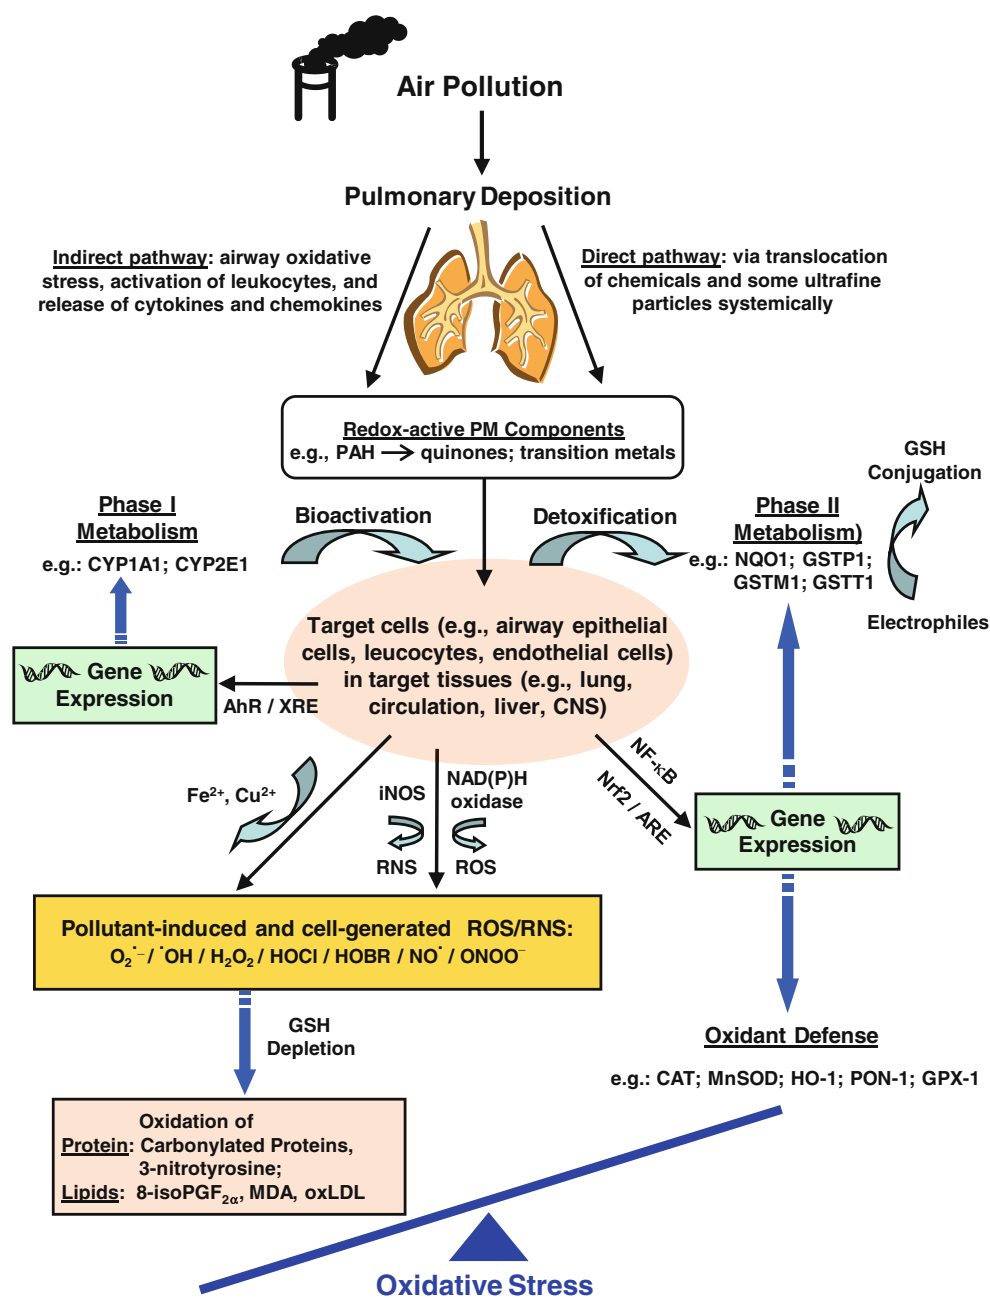 Air Pollution
Pulmonary Deposition
Indirect pathway: airway oxidative
stress, activation of leukocytes, and
release of cytokines and chemokines
Direct pathway: via translocation
of chemicals and some ultrafine
particles systemically
Redox-active PM Components
e.g., PAH → quinones; transition metals
GSH
Conjugation
Phase I
Metabolism
e.g.: CYP1A1; CYP2E1
Bioactivation
Detoxification
Phase II
Metabolism)
e.g.: NQO1; GSTP1;
GSTM1; GSTT1
Electrophiles
Target cells (e.g., airway epithelial
cells, leucocytes, endothelial cells)
in target tissues (e.g., lung,
circulation, liver, CNS)
Gene
Expression
AhR / XRE
Fe²⁺, Cu²⁺
iNOS
RNS
NAD(P)H
oxidase
ROS
NF-κB
Nrf2 / ARE
Gene
Expression
Pollutant-induced and cell-generated ROS/RNS:
O₂˙⁻ / ˙OH / H₂O₂ / HOCl / HOBR / NO˙ / ONOO⁻
GSH
Depletion
Oxidant Defense
e.g.: CAT; MnSOD; HO-1; PON-1; GPX-1
Oxidation of
Protein: Carbonylated Proteins,
3-nitrotyrosine;
Lipids: 8-isoPGF₂α, MDA, oxLDL
Oxidative Stress